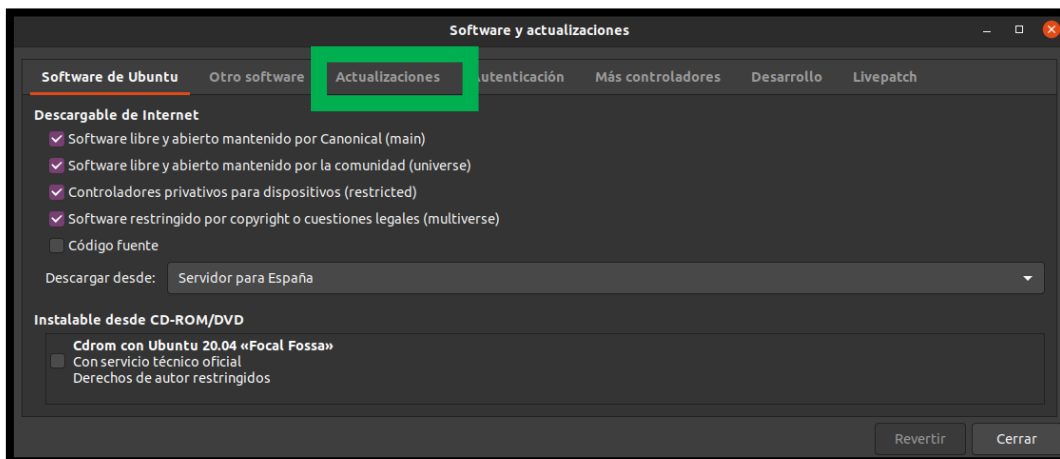 Software y actualizaciones
Software de Ubuntu Otro software Actualizaciones utenticación Más controladores Desarrollo Livepatch
Descargable de Internet
Software libre y abierto mantenido por Canonical (main)
Software libre y abierto mantenido por la comunidad (universe)
Controladores privativos para dispositivos (restricted)
Software restringido por copyright o cuestiones legales (multiverse)
Código fuente
Descargar desde: Servidor para España
Instalable desde CD-ROM/DVD
Cdrom con Ubuntu 20.04 «Focal Fossa»
Con servicio técnico oficial
Derechos de autor restringidos
Revertir Cerrar